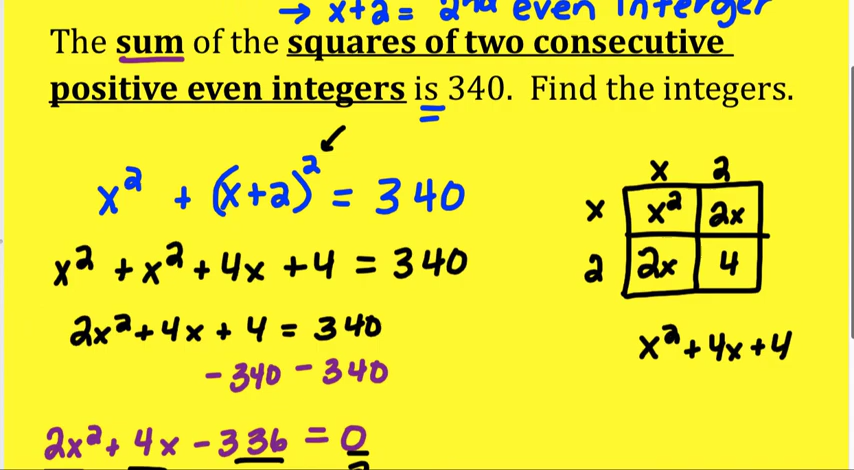 → x+2 = 2nd even interger
The sum of the squares of two consecutive
positive even integers is 340. Find the integers.
x² + (x+2)² = 340
x² + x² + 4x + 4 = 340
2x² + 4x + 4 = 340
- 340 - 340
2x² + 4x - 336 = 0
x 2
x x² 2x
2 2x 4
x² + 4x + 4